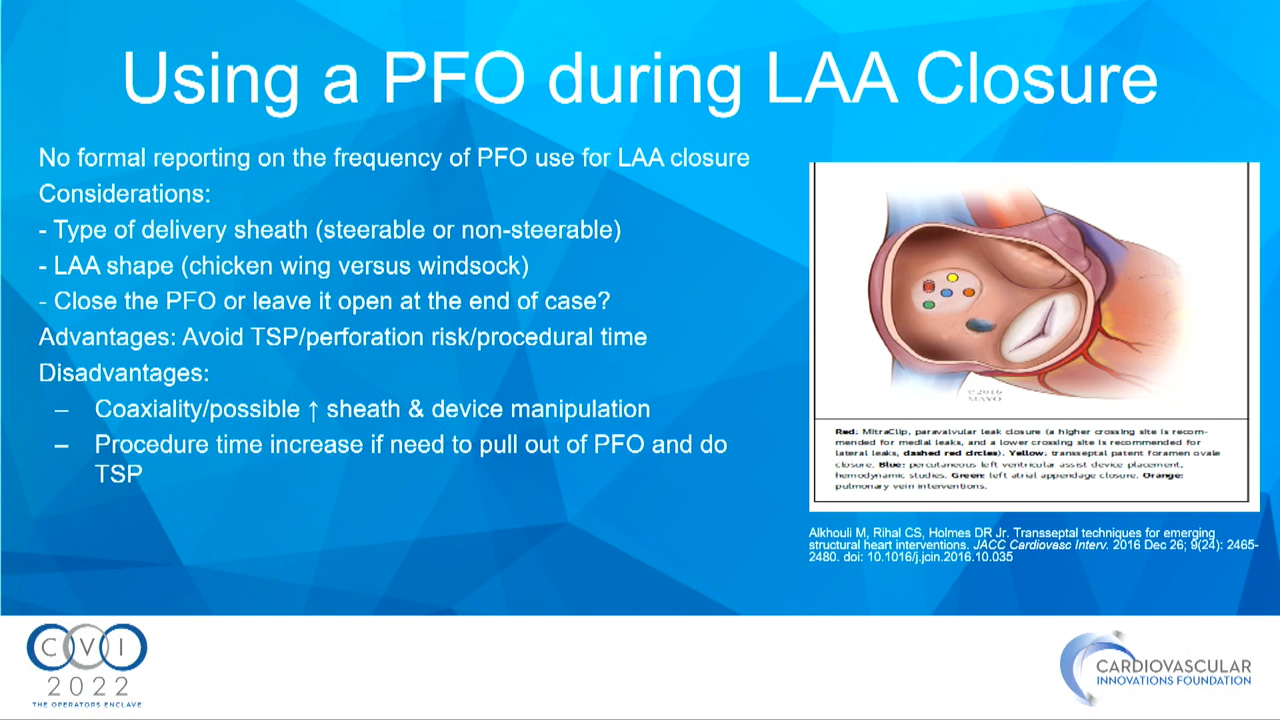 Using a PFO during LAA Closure
No formal reporting on the frequency of PFO use for LAA closure
Considerations:
- Type of delivery sheath (steerable or non-steerable)
- LAA shape (chicken wing versus windsock)
- Close the PFO or leave it open at the end of case?
Advantages: Avoid TSP/perforation risk/procedural time
Disadvantages:
– Coaxiality/possible ↑ sheath & device manipulation
– Procedure time increase if need to pull out of PFO and do
TSP
©2016
MAYO
Red: MitraClip, paravalvular leak closure (a higher crossing site is recom-
mended for medial leaks, and a lower crossing site is recommended for
lateral leaks, dashed red circles). Yellow: transseptal patent foramen ovale
closure. Blue: percutaneous left ventricular assist device placement,
hemodynamic studies. Green: left atrial appendage closure. Orange:
pulmonary vein interventions.
Alkhouli M, Rihal CS, Holmes DR Jr. Transseptal techniques for emerging
structural heart interventions. JACC Cardiovasc Interv. 2016 Dec 26; 9(24): 2465-
2480. doi: 10.1016/j.jcin.2016.10.035
CVI
2022
THE OPERATORS ENCLAVE
CARDIOVASCULAR
INNOVATIONS FOUNDATION